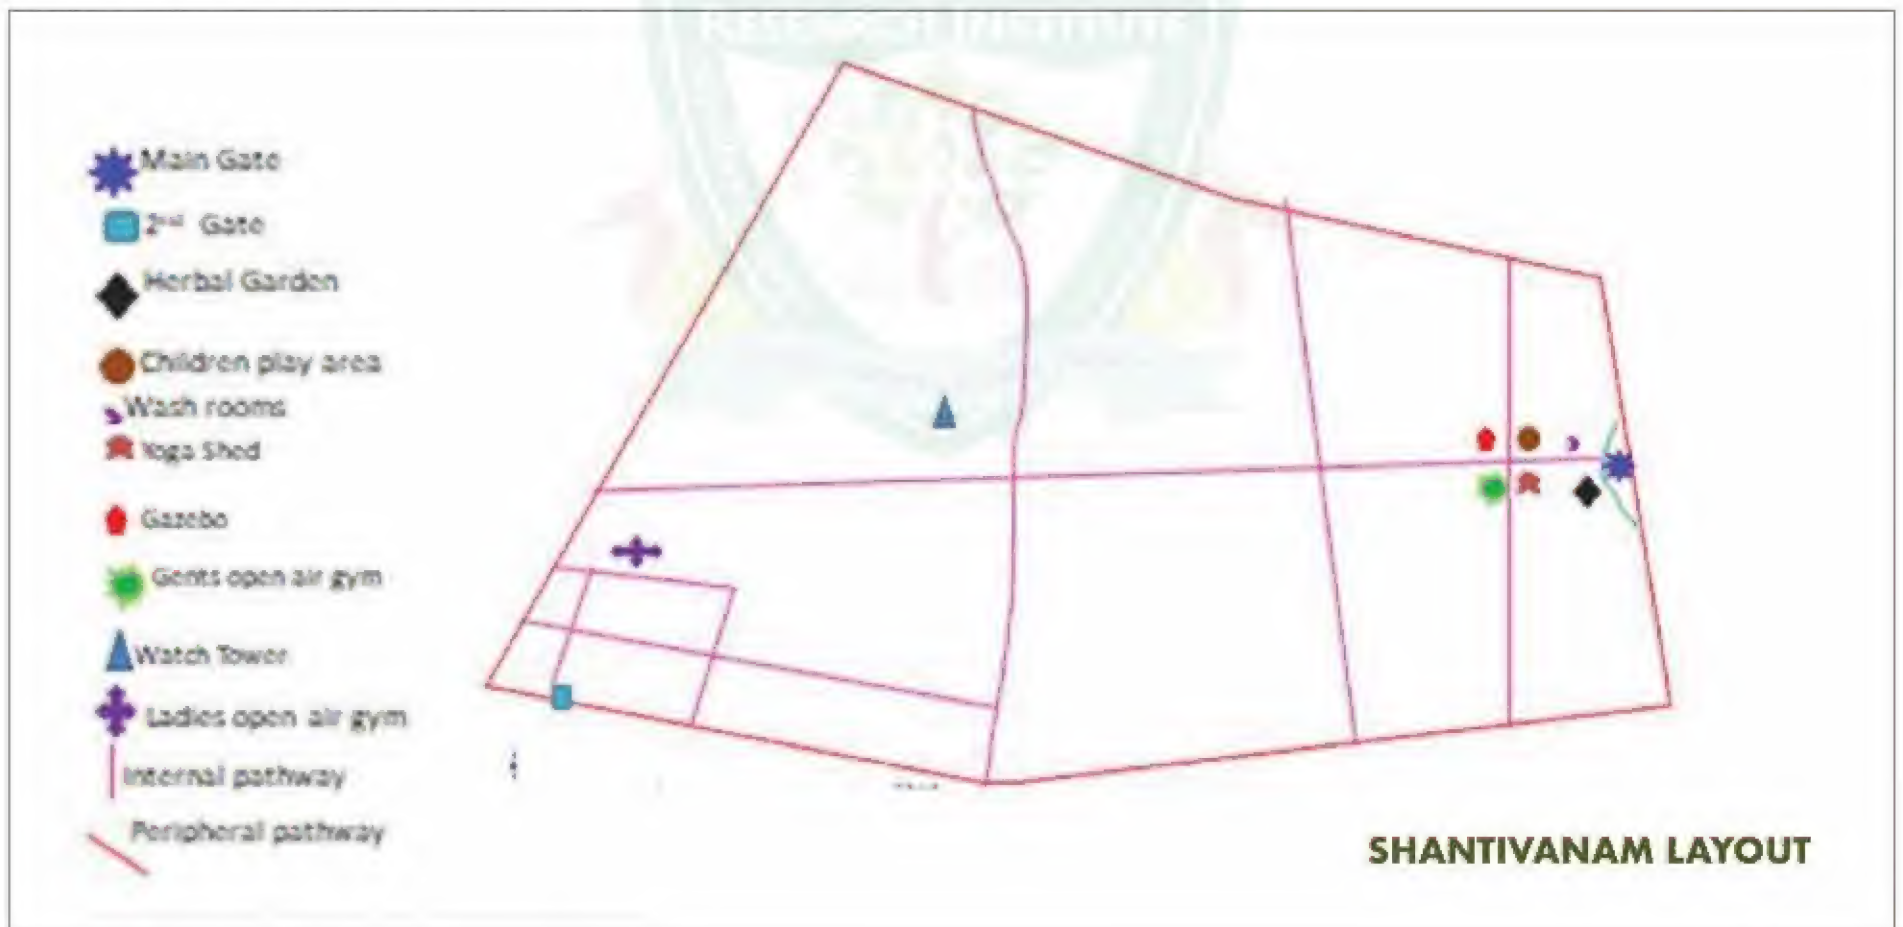 Main Gate
2nd Gate
Herbal Garden
Children play area
Wash rooms
Yoga Shed
Gazebo
Gents open air gym
Watch Tower
Ladies open air gym
Internal pathway
Peripheral pathway
SHANTIVANAM LAYOUT